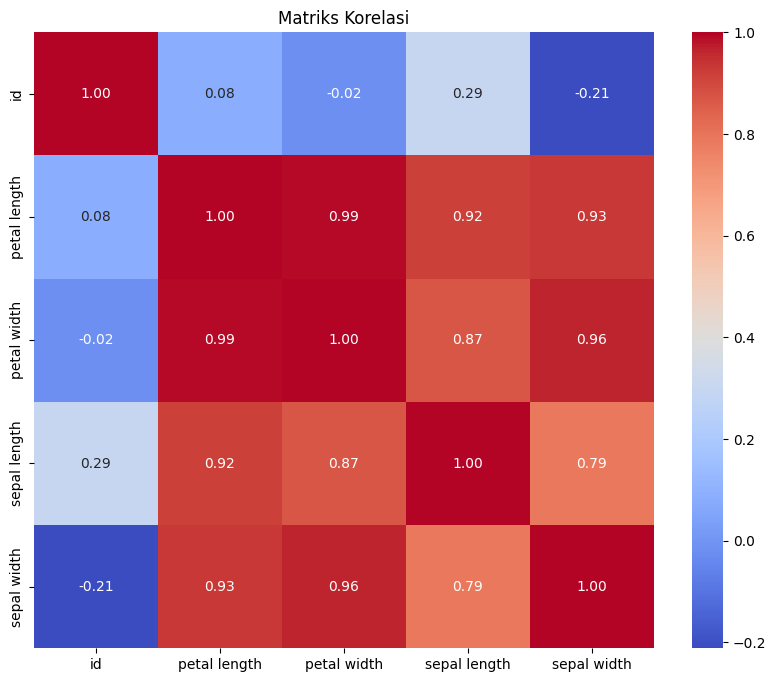 Matriks Korelasi
id 1.00 0.08 -0.02 0.29 -0.21
petal length 0.08 1.00 0.99 0.92 0.93
petal width -0.02 0.99 1.00 0.87 0.96
sepal length 0.29 0.92 0.87 1.00 0.79
sepal width -0.21 0.93 0.96 0.79 1.00
id petal length petal width sepal length sepal width
1.0
0.8
0.6
0.4
0.2
0.0
−0.2